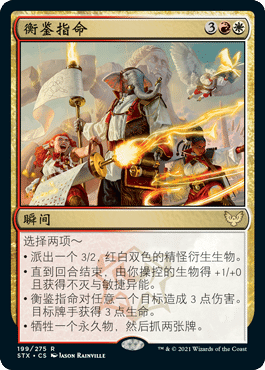 衡鉴指命 3
瞬间
选择两项～
• 派出一个 3/2，红白双色的精怪衍生生物。
• 直到回合结束，由你操控的生物得 +1/+0
且获得不灭与敏捷异能。
• 衡鉴指命对任意一个目标造成 3 点伤害。
目标牌手获得 3 点生命。
• 牺牲一个永久物，然后抓两张牌。
199/275 R
STX • CS Jason Rainville
™ & © 2021 Wizards of the Coast